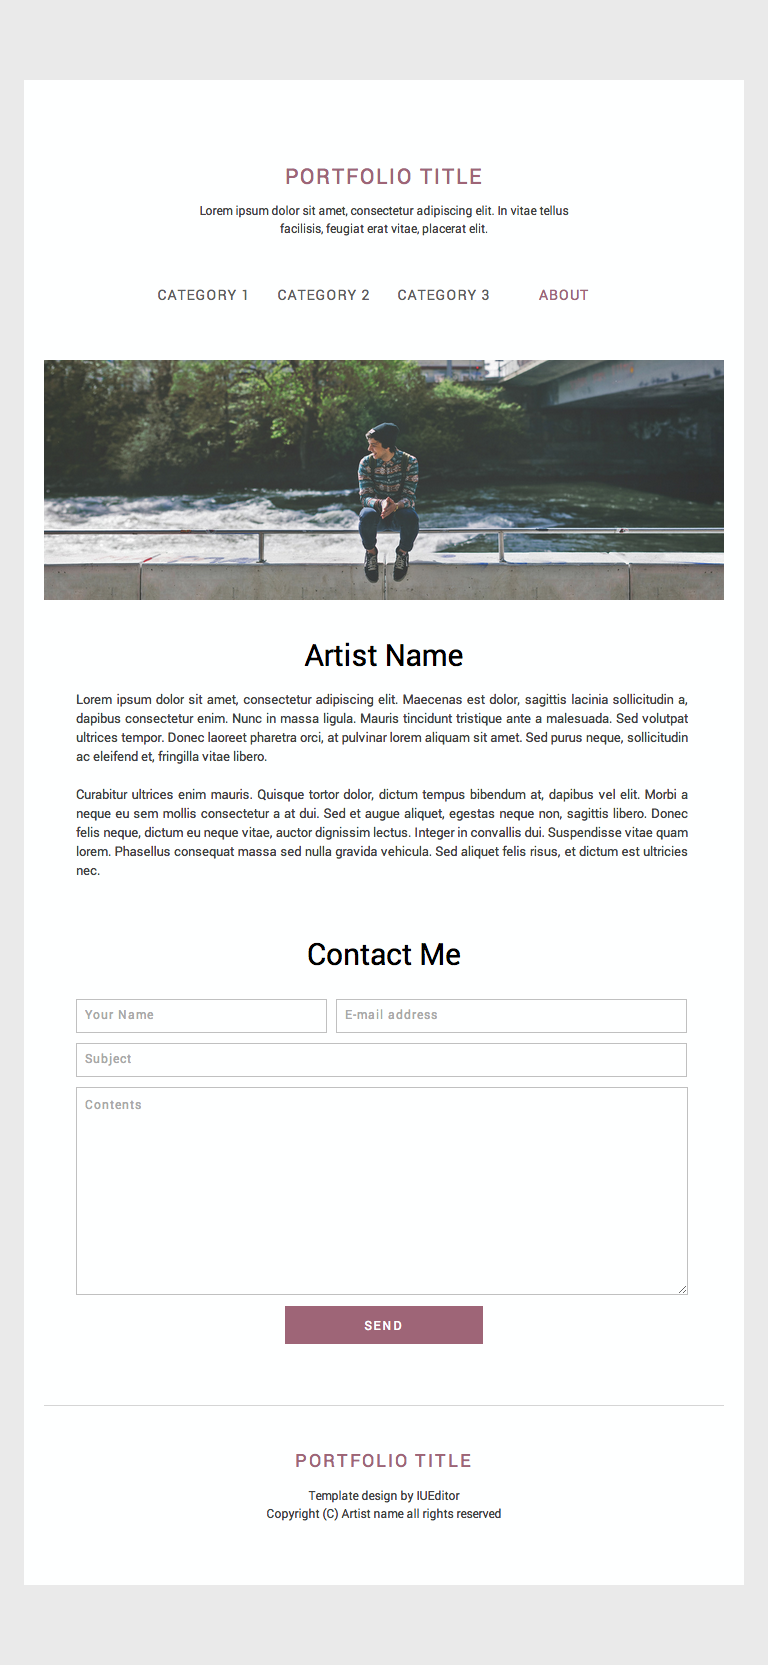 PORTFOLIO TITLE
Lorem ipsum dolor sit amet, consectetur adipiscing elit. In vitae tellus
facilisis, feugiat erat vitae, placerat elit.
CATEGORY 1 CATEGORY 2 CATEGORY 3 ABOUT
Artist Name
Lorem ipsum dolor sit amet, consectetur adipiscing elit. Maecenas est dolor, sagittis lacinia sollicitudin a,
dapibus consectetur enim. Nunc in massa ligula. Mauris tincidunt tristique ante a malesuada. Sed volutpat
ultrices tempor. Donec laoreet pharetra orci, at pulvinar lorem aliquam sit amet. Sed purus neque, sollicitudin
ac eleifend et, fringilla vitae libero.
Curabitur ultrices enim mauris. Quisque tortor dolor, dictum tempus bibendum at, dapibus vel elit. Morbi a
neque eu sem mollis consectetur a at dui. Sed et augue aliquet, egestas neque non, sagittis libero. Donec
felis neque, dictum eu neque vitae, auctor dignissim lectus. Integer in convallis dui. Suspendisse vitae quam
lorem. Phasellus consequat massa sed nulla gravida vehicula. Sed aliquet felis risus, et dictum est ultricies
nec.
Contact Me
Your Name E-mail address
Subject
Contents
SEND
PORTFOLIO TITLE
Template design by IUEditor
Copyright (C) Artist name all rights reserved